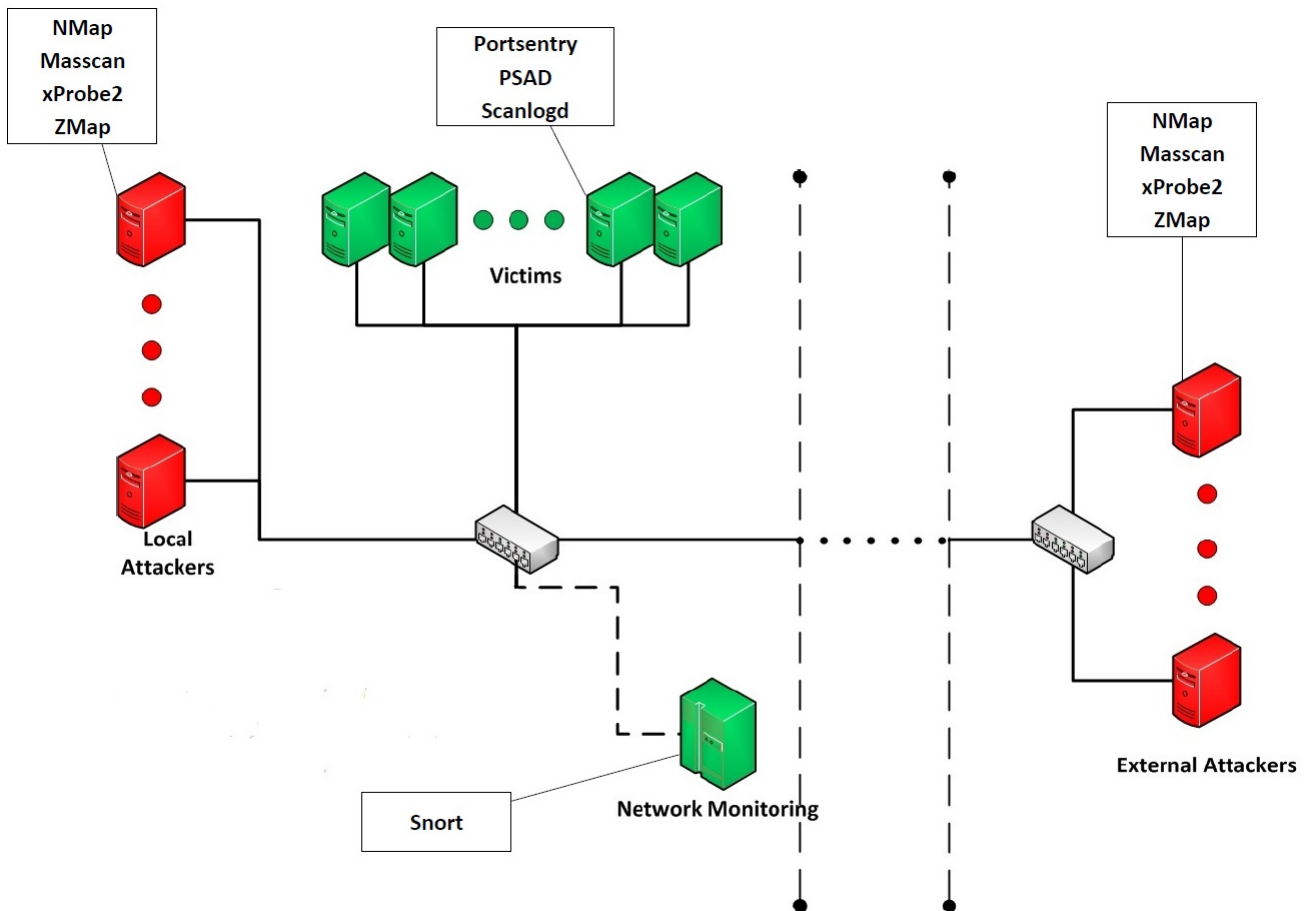 NMap
Masscan
xProbe2
ZMap
Portsentry
PSAD
Scanlogd
NMap
Masscan
xProbe2
ZMap
Victims
Local
Attackers
External Attackers
Network Monitoring
Snort